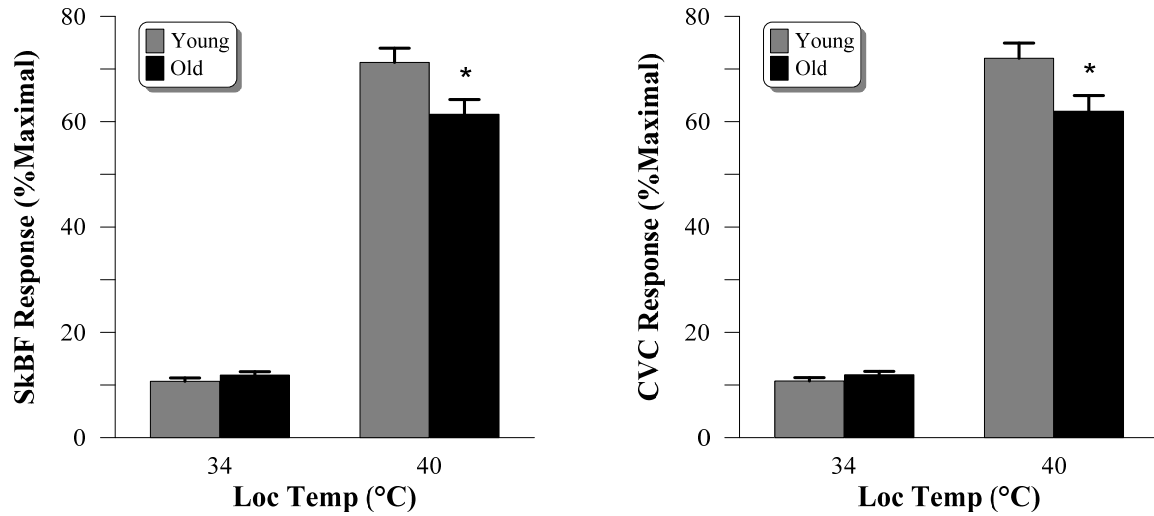 SkBF Response (%Maximal)
80
60
40
20
0
Young
Old
*
34
40
Loc Temp (°C)
CVC Response (%Maximal)
80
60
40
20
0
Young
Old
*
34
40
Loc Temp (°C)